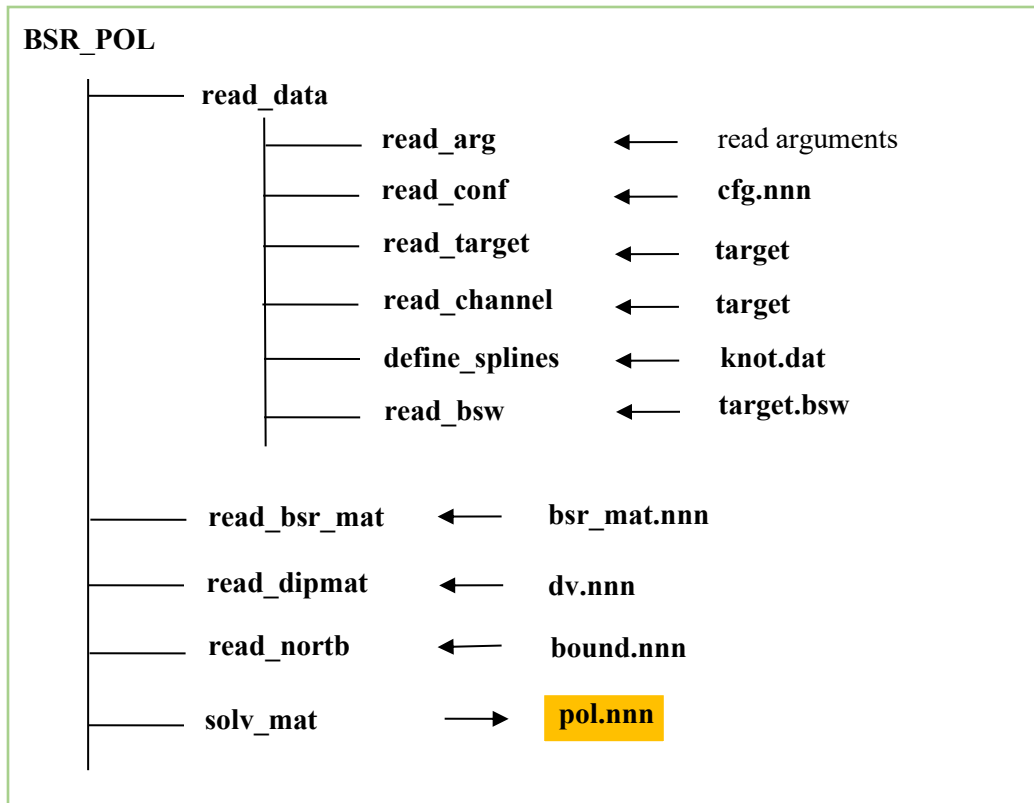 BSR_POL
read_data
read_arg read arguments
read_conf cfg.nnn
read_target target
read_channel target
define_splines knot.dat
read_bsw target.bsw
read_bsr_mat bsr_mat.nnn
read_dipmat dv.nnn
read_nortb bound.nnn
solv_mat pol.nnn